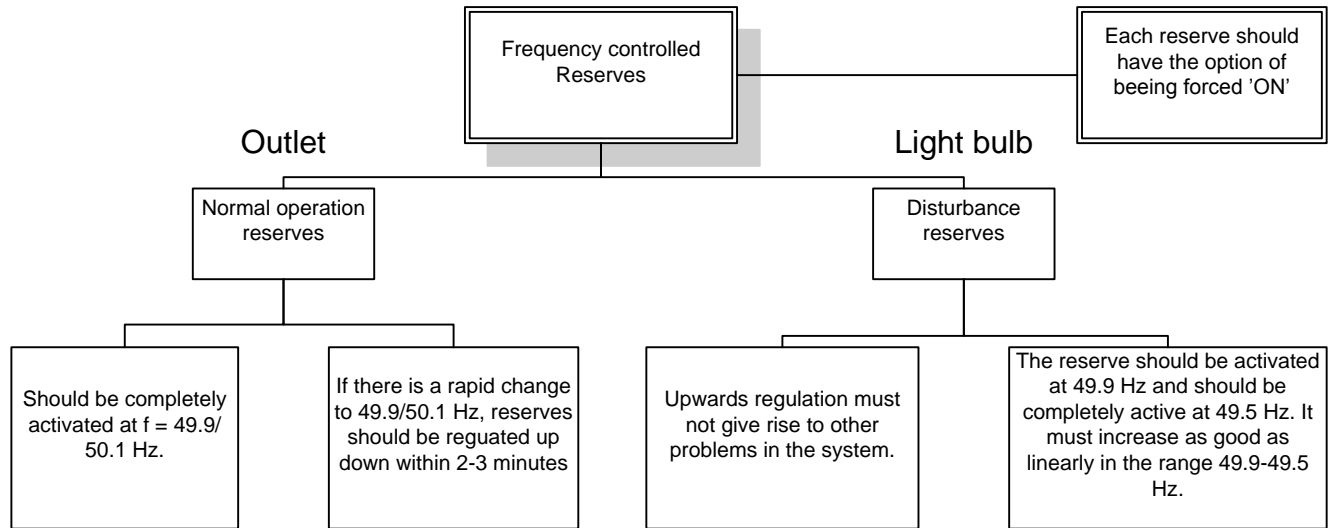 Frequency controlled
Reserves
Each reserve should
have the option of
beeing forced ’ON’
Outlet
Light bulb
Normal operation
reserves
Disturbance
reserves
Should be completely
activated at f = 49.9/
50.1 Hz.
If there is a rapid change
to 49.9/50.1 Hz, reserves
should be reguated up
down within 2-3 minutes
Upwards regulation must
not give rise to other
problems in the system.
The reserve should be activated
at 49.9 Hz and should be
completely active at 49.5 Hz. It
must increase as good as
linearly in the range 49.9-49.5
Hz.